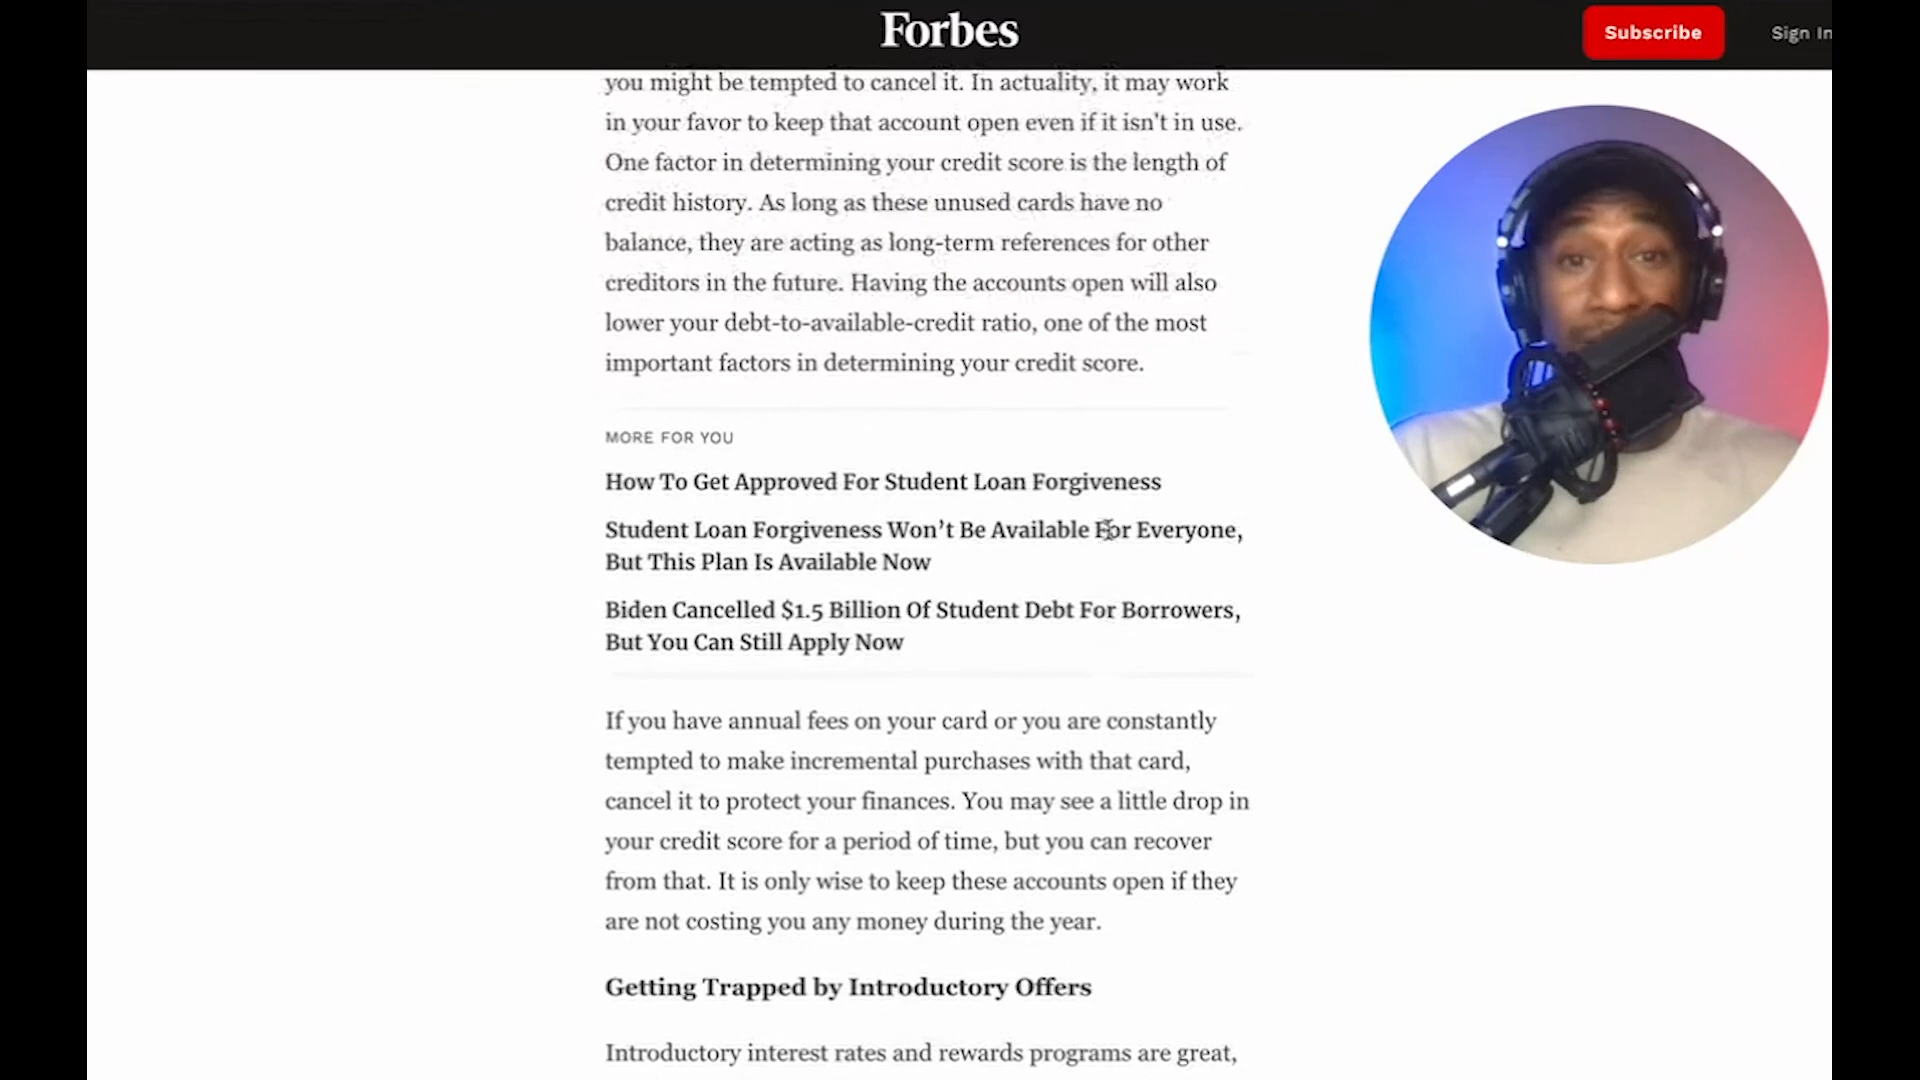 Forbes
Subscribe
Sign In
you might be tempted to cancel it. In actuality, it may work
in your favor to keep that account open even if it isn't in use.
One factor in determining your credit score is the length of
credit history. As long as these unused cards have no
balance, they are acting as long-term references for other
creditors in the future. Having the accounts open will also
lower your debt-to-available-credit ratio, one of the most
important factors in determining your credit score.
MORE FOR YOU
How To Get Approved For Student Loan Forgiveness
Student Loan Forgiveness Won’t Be Available For Everyone,
But This Plan Is Available Now
Biden Cancelled $1.5 Billion Of Student Debt For Borrowers,
But You Can Still Apply Now
If you have annual fees on your card or you are constantly
tempted to make incremental purchases with that card,
cancel it to protect your finances. You may see a little drop in
your credit score for a period of time, but you can recover
from that. It is only wise to keep these accounts open if they
are not costing you any money during the year.
Getting Trapped by Introductory Offers
Introductory interest rates and rewards programs are great,